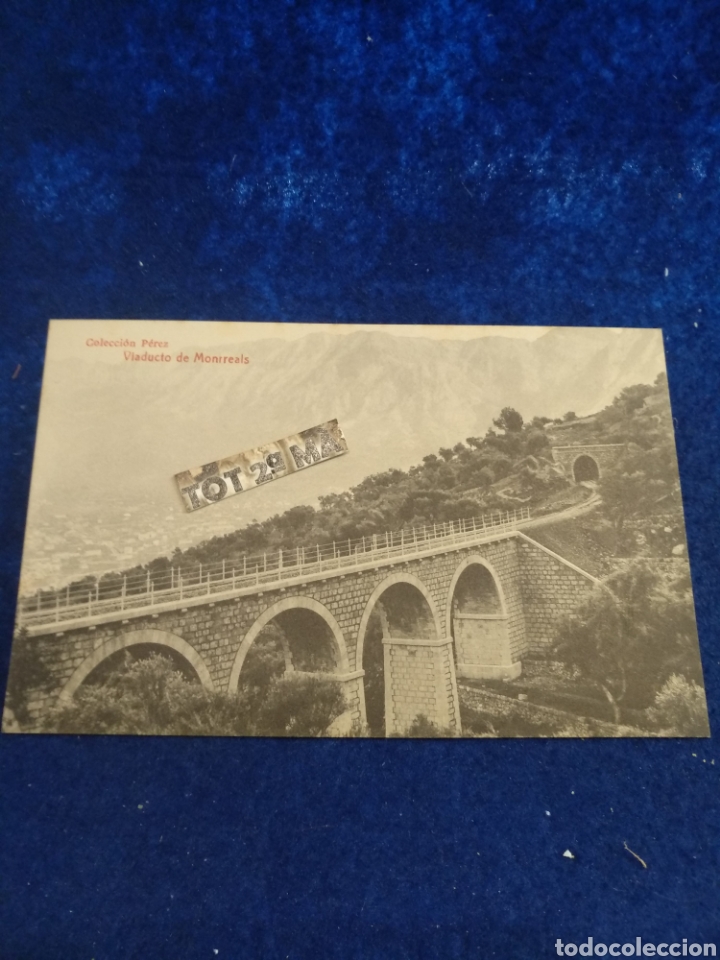 Colección Pérez
Viaducto de Monrreals
TOT 2ª MA.
todocoleccion